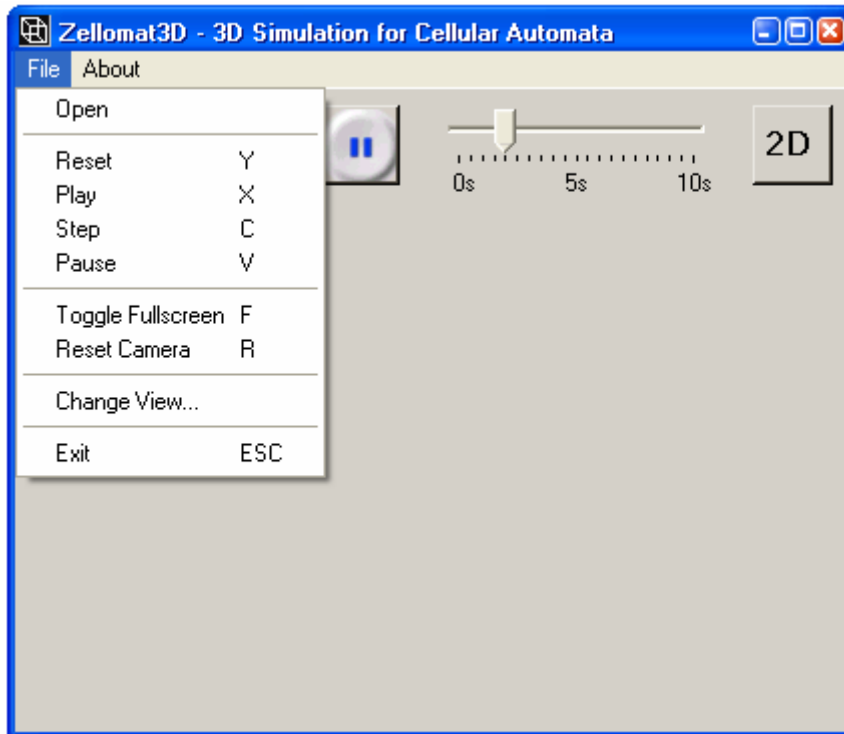 Zellomat3D - 3D Simulation for Cellular Automata
File About
Open
Reset Y
Play X
Step C
Pause V
Toggle Fullscreen F
Reset Camera R
Change View...
Exit ESC
0s 5s 10s
2D